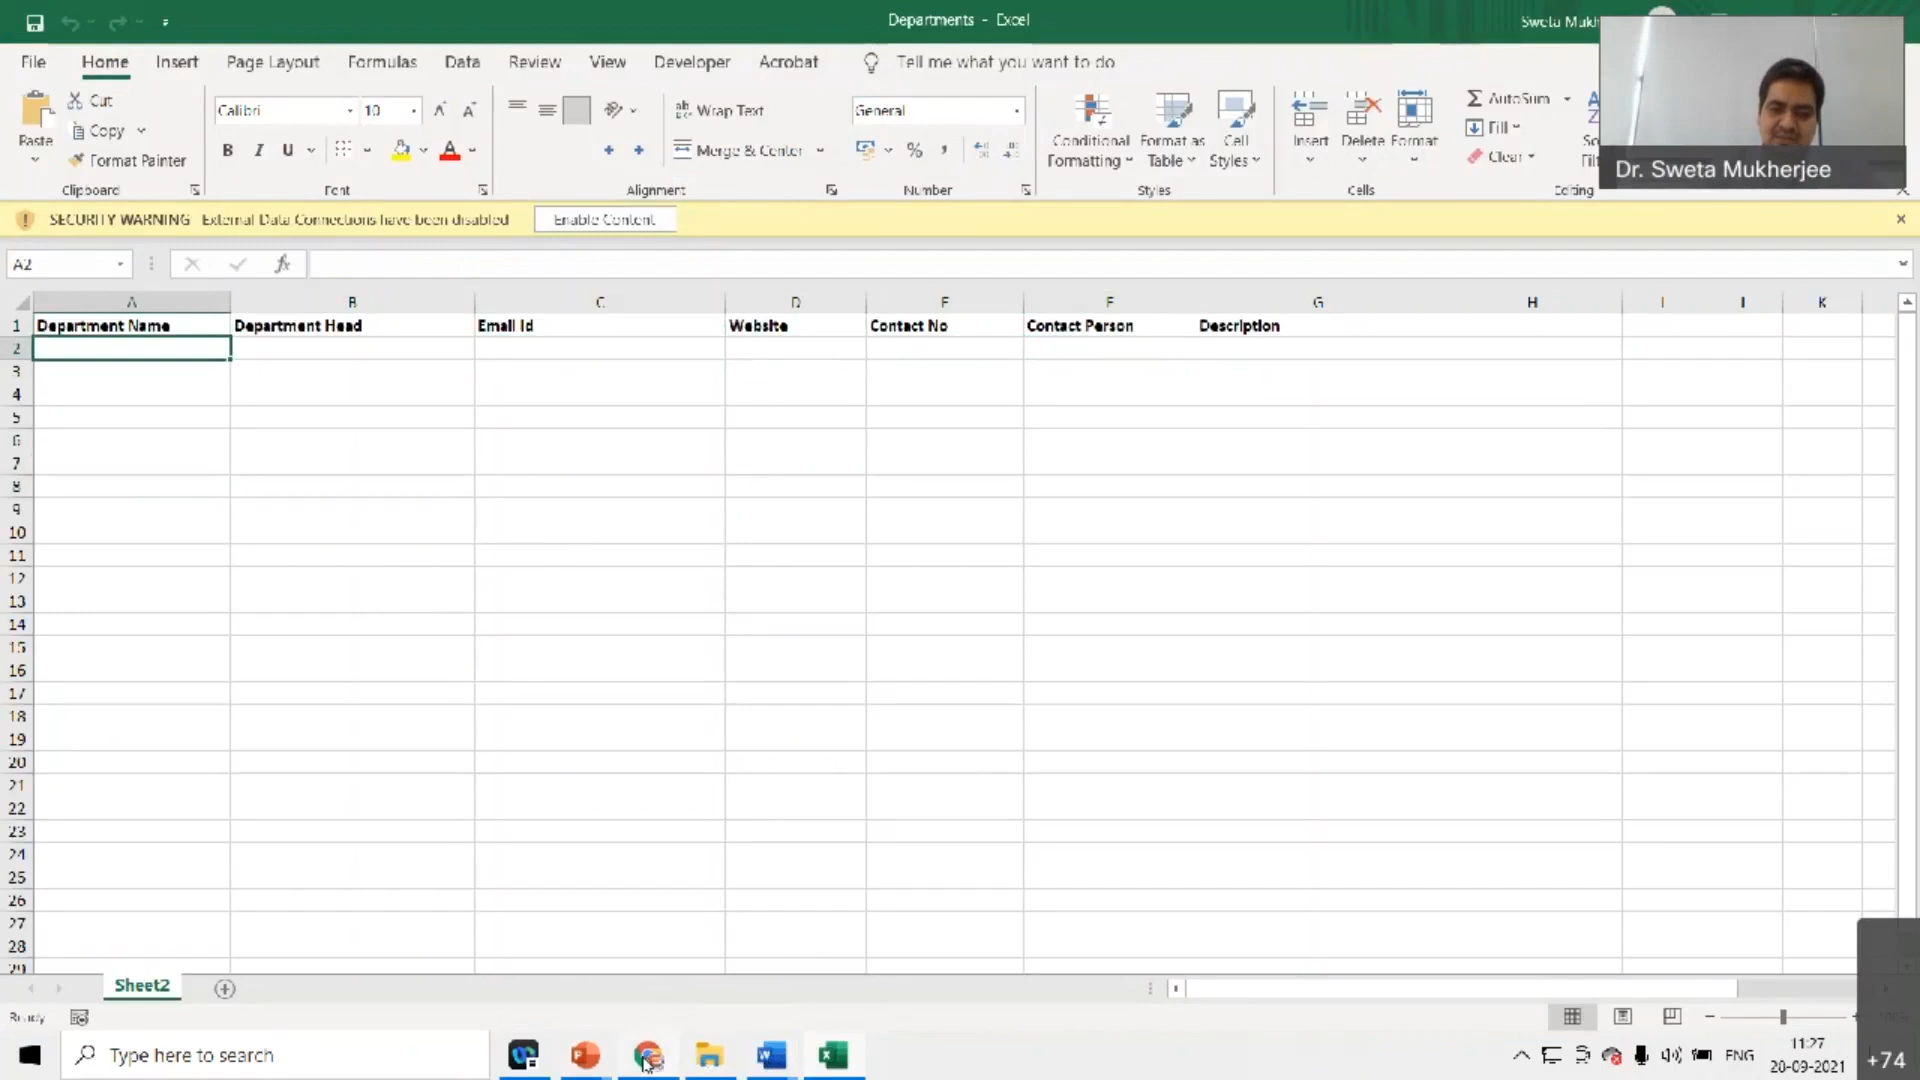 Departments - Excel
Sweta Mukh
File Home Insert Page Layout Formulas Data Review View Developer Acrobat Tell me what you want to do
Cut
Copy
Format Painter
Paste
Clipboard
Calibri 10
B I U
Font
Wrap Text
Merge & Center
Alignment
General
%
Number
Conditional Formatting
Format as Table
Cell Styles
Styles
Insert Delete Format
Cells
AutoSum
Fill
Clear
Editing
Dr. Sweta Mukherjee
SECURITY WARNING External Data Connections have been disabled Enable Content
A2
fx
A B C D E F G H I J K
1 Department Name Department Head Email Id Website Contact No Contact Person Description
2
3
4
5
6
7
8
9
10
11
12
13
14
15
16
17
18
19
20
21
22
23
24
25
26
27
28
29
Sheet2
Ready
Type here to search
ENG
11:27
28-09-2021
+74